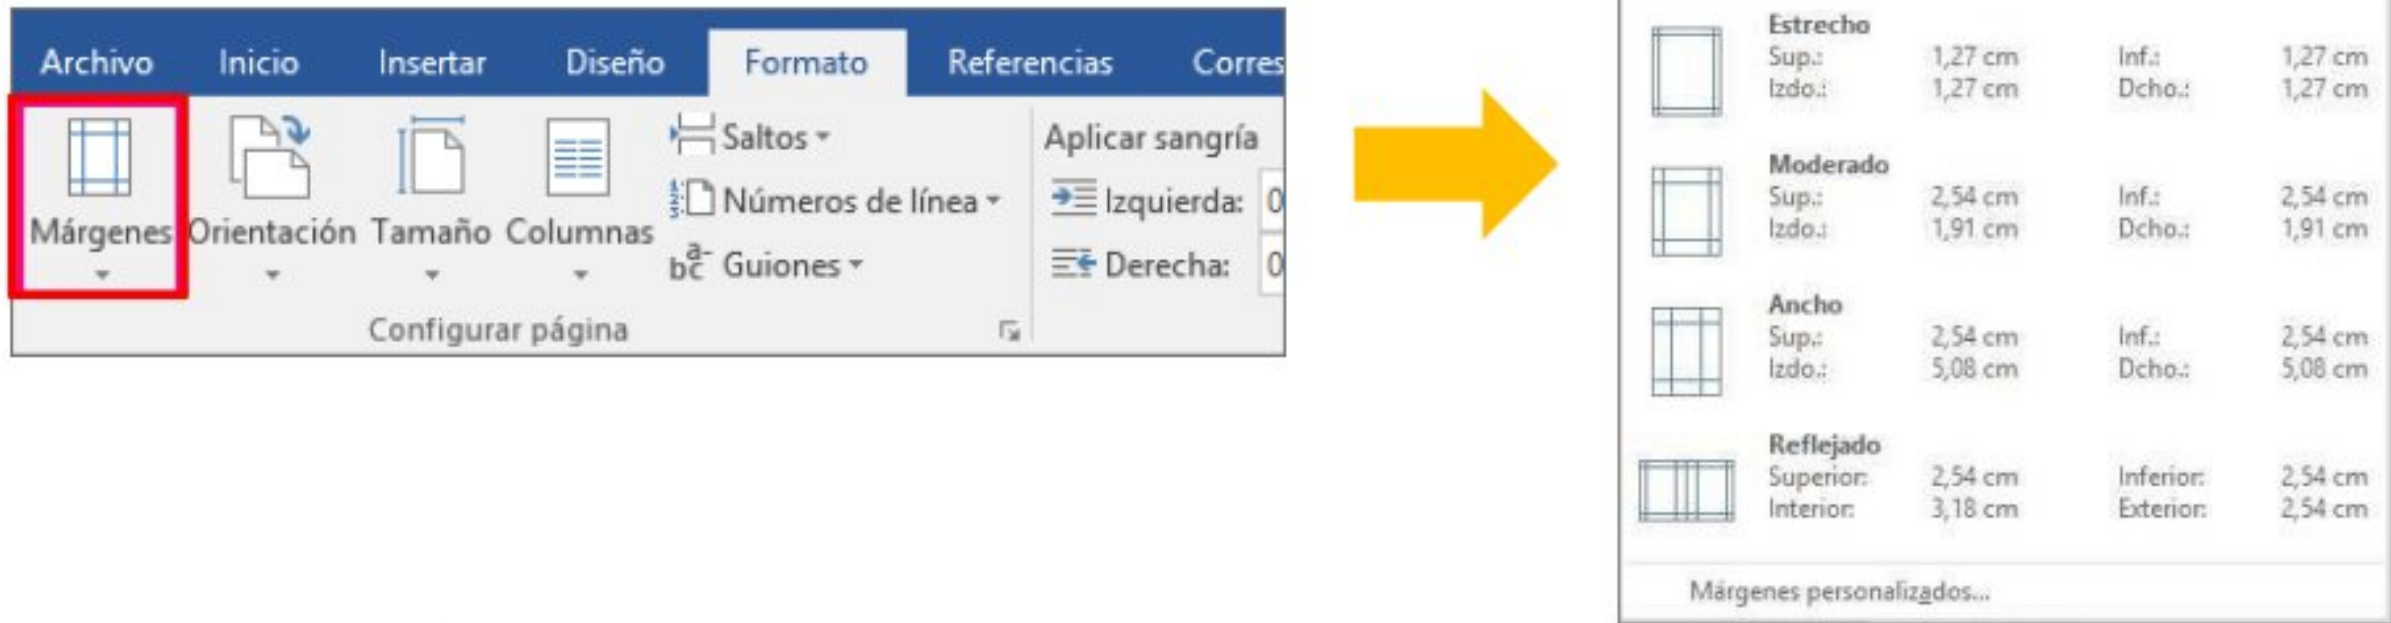 Archivo Inicio Insertar Diseño Formato Referencias Corres
Márgenes Orientación Tamaño Columnas
Saltos
Números de línea
bc a- Guiones
Configurar página
Aplicar sangría
Izquierda: 0
Derecha: 0
Estrecho
Sup.: 1,27 cm Inf.: 1,27 cm
Izdo.: 1,27 cm Dcho.: 1,27 cm
Moderado
Sup.: 2,54 cm Inf.: 2,54 cm
Izdo.: 1,91 cm Dcho.: 1,91 cm
Ancho
Sup.: 2,54 cm Inf.: 2,54 cm
Izdo.: 5,08 cm Dcho.: 5,08 cm
Reflejado
Superior: 2,54 cm Inferior: 2,54 cm
Interior: 3,18 cm Exterior: 2,54 cm
Márgenes personalizados...